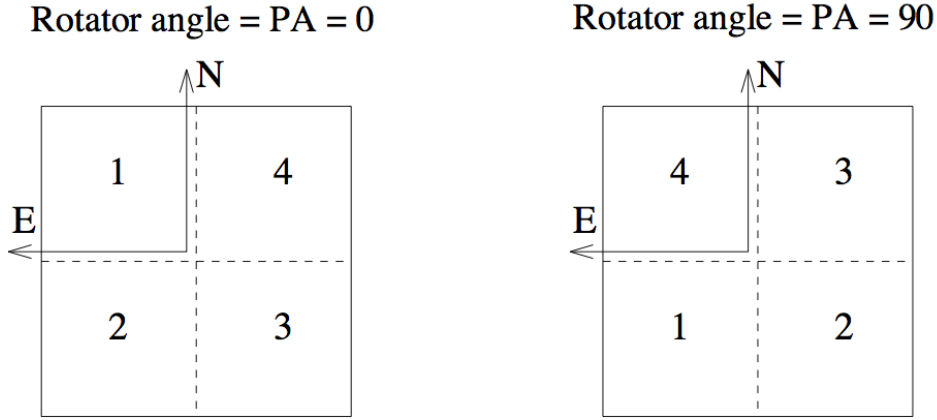 Rotator angle = PA = 0
N
1 4
E
2 3
Rotator angle = PA = 90
N
4 3
E
1 2